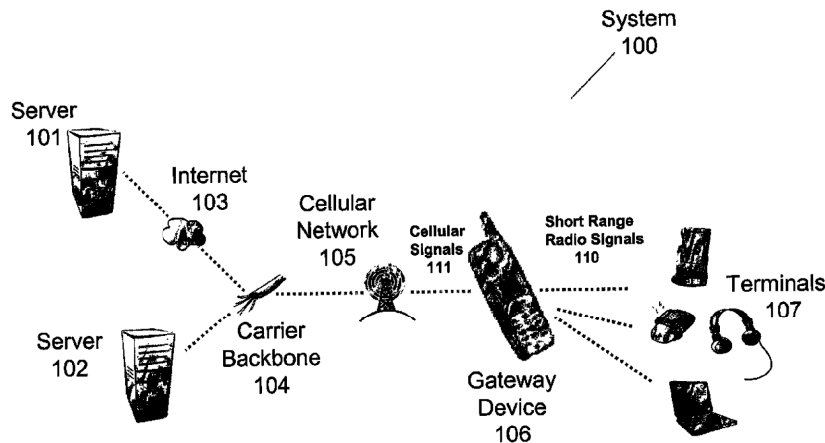 System
100
Server
101
Internet
103
Cellular
Network
105
Cellular
Signals
111
Short Range
Radio Signals
110
Terminals
107
Server
102
Carrier
Backbone
104
Gateway
Device
106